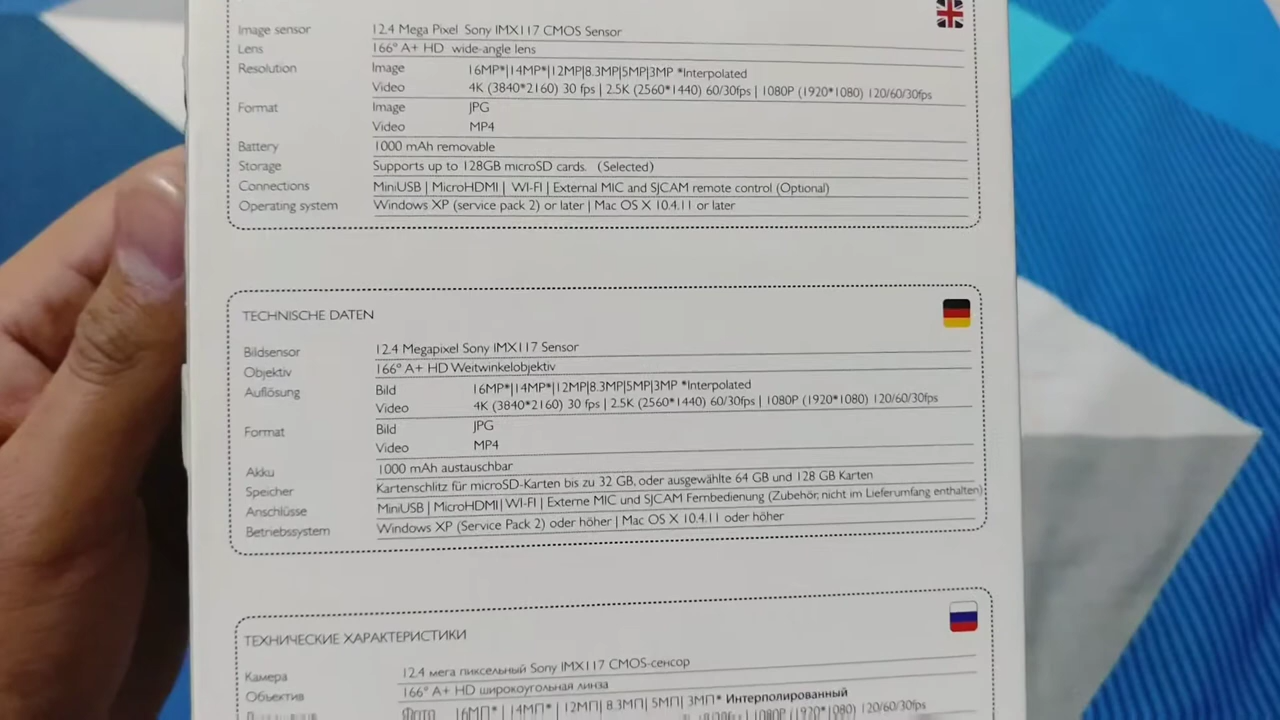 Image sensor 12.4 Mega Pixel Sony IMX117 CMOS Sensor
Lens 166° A+ HD wide-angle lens
Resolution Image 16MP*|14MP*|12MP|8.3MP|5MP|3MP *Interpolated
Video 4K (3840*2160) 30 fps | 2.5K (2560*1440) 60/30fps | 1080P (1920*1080) 120/60/30fps
Format Image JPG
Video MP4
Battery 1000 mAh removable
Storage Supports up to 128GB microSD cards. (Selected)
Connections MiniUSB | MicroHDMI | WI-FI | External MIC and SJCAM remote control (Optional)
Operating system Windows XP (service pack 2) or later | Mac OS X 10.4.11 or later
TECHNISCHE DATEN
Bildsensor 12.4 Megapixel Sony IMX117 Sensor
Objektiv 166° A+ HD Weitwinkelobjektiv
Auflösung Bild 16MP*|14MP*|12MP|8.3MP|5MP|3MP *Interpolated
Video 4K (3840*2160) 30 fps | 2.5K (2560*1440) 60/30fps | 1080P (1920*1080) 120/60/30fps
Format Bild JPG
Video MP4
Akku 1000 mAh austauschbar
Speicher Kartenschlitz für microSD-Karten bis zu 32 GB, oder ausgewählte 64 GB und 128 GB Karten
Anschlüsse MiniUSB | MicroHDMI | WI-FI | Externe MIC und SJCAM Fernbedienung (Zubehör, nicht im Lieferumfang enthalten)
Betriebssystem Windows XP (Service Pack 2) oder höher | Mac OS X 10.4.11 oder höher
ТЕХНИЧЕСКИЕ ХАРАКТЕРИСТИКИ
Камера 12.4 мега пиксельный Sony IMX117 CMOS-сенсор
Объектив 166° A+ HD широкоугольная линза
Фото 16МП* | 14МП* | 12МП| 8.3МП| 5МП| 3МП* Интерполированный
1080P (1920*1080) 120/60/30fps